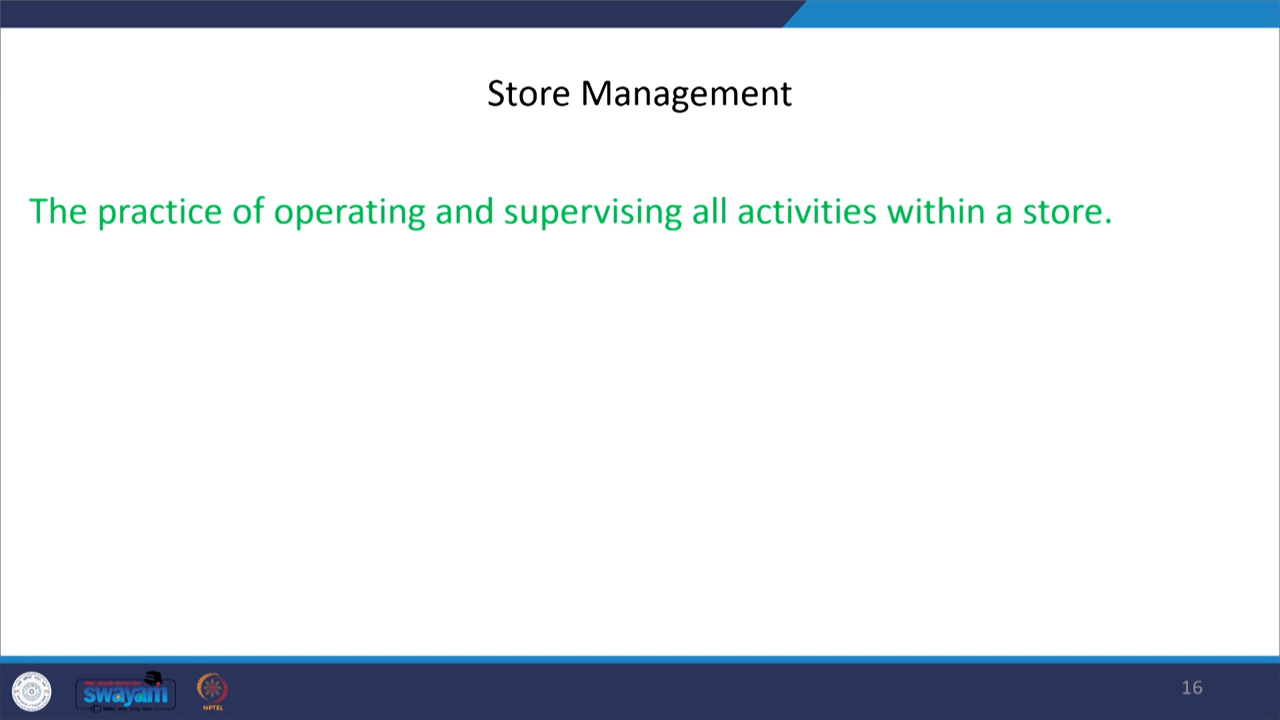 Store Management
The practice of operating and supervising all activities within a store.
swayam
NPTEL
16